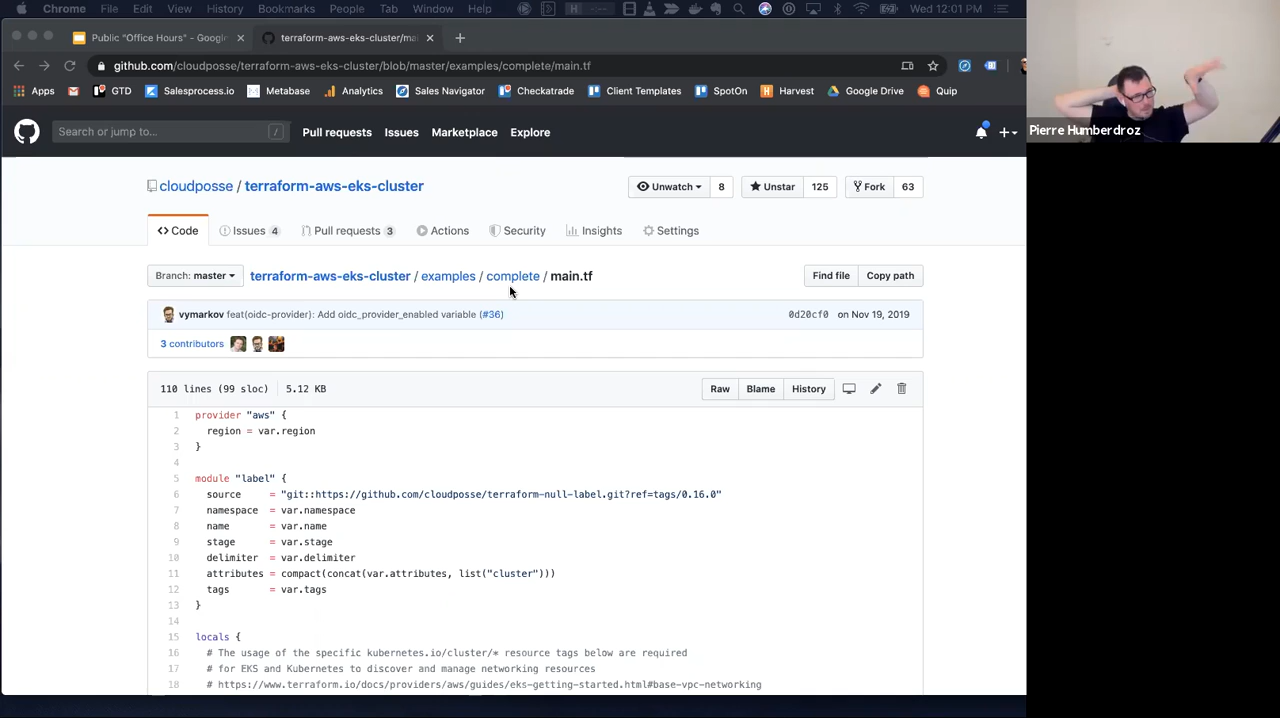 Chrome File Edit View History Bookmarks People Tab Window Help Wed 12:01 PM
Public "Office Hours" - Google
terraform-aws-eks-cluster/ma
github.com/cloudposse/terraform-aws-eks-cluster/blob/master/examples/complete/main.tf
Apps GTD Salesprocess.io Metabase Analytics Sales Navigator Checkatrade Client Templates SpotOn Harvest Google Drive Quip
Search or jump to... / Pull requests Issues Marketplace Explore
Pierre Humberdroz
cloudposse / terraform-aws-eks-cluster Unwatch 8 Unstar 125 Fork 63
Code Issues 4 Pull requests 3 Actions Security Insights Settings
Branch: master terraform-aws-eks-cluster / examples / complete / main.tf Find file Copy path
vymarkov feat(oidc-provider): Add oidc_provider_enabled variable (#36) 0d20cf0 on Nov 19, 2019
3 contributors
110 lines (99 sloc) 5.12 KB Raw Blame History
1 provider "aws" {
2 region = var.region
3 }
4
5 module "label" {
6 source = "git::https://github.com/cloudposse/terraform-null-label.git?ref=tags/0.16.0"
7 namespace = var.namespace
8 name = var.name
9 stage = var.stage
10 delimiter = var.delimiter
11 attributes = compact(concat(var.attributes, list("cluster")))
12 tags = var.tags
13 }
14
15 locals {
16 # The usage of the specific kubernetes.io/cluster/* resource tags below are required
17 # for EKS and Kubernetes to discover and manage networking resources
18 # https://www.terraform.io/docs/providers/aws/guides/eks-getting-started.html#base-vpc-networking